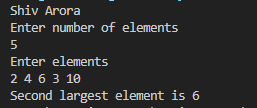 Shiv Arora
Enter number of elements
5
Enter elements
2 4 6 3 10
Second largest element is 6